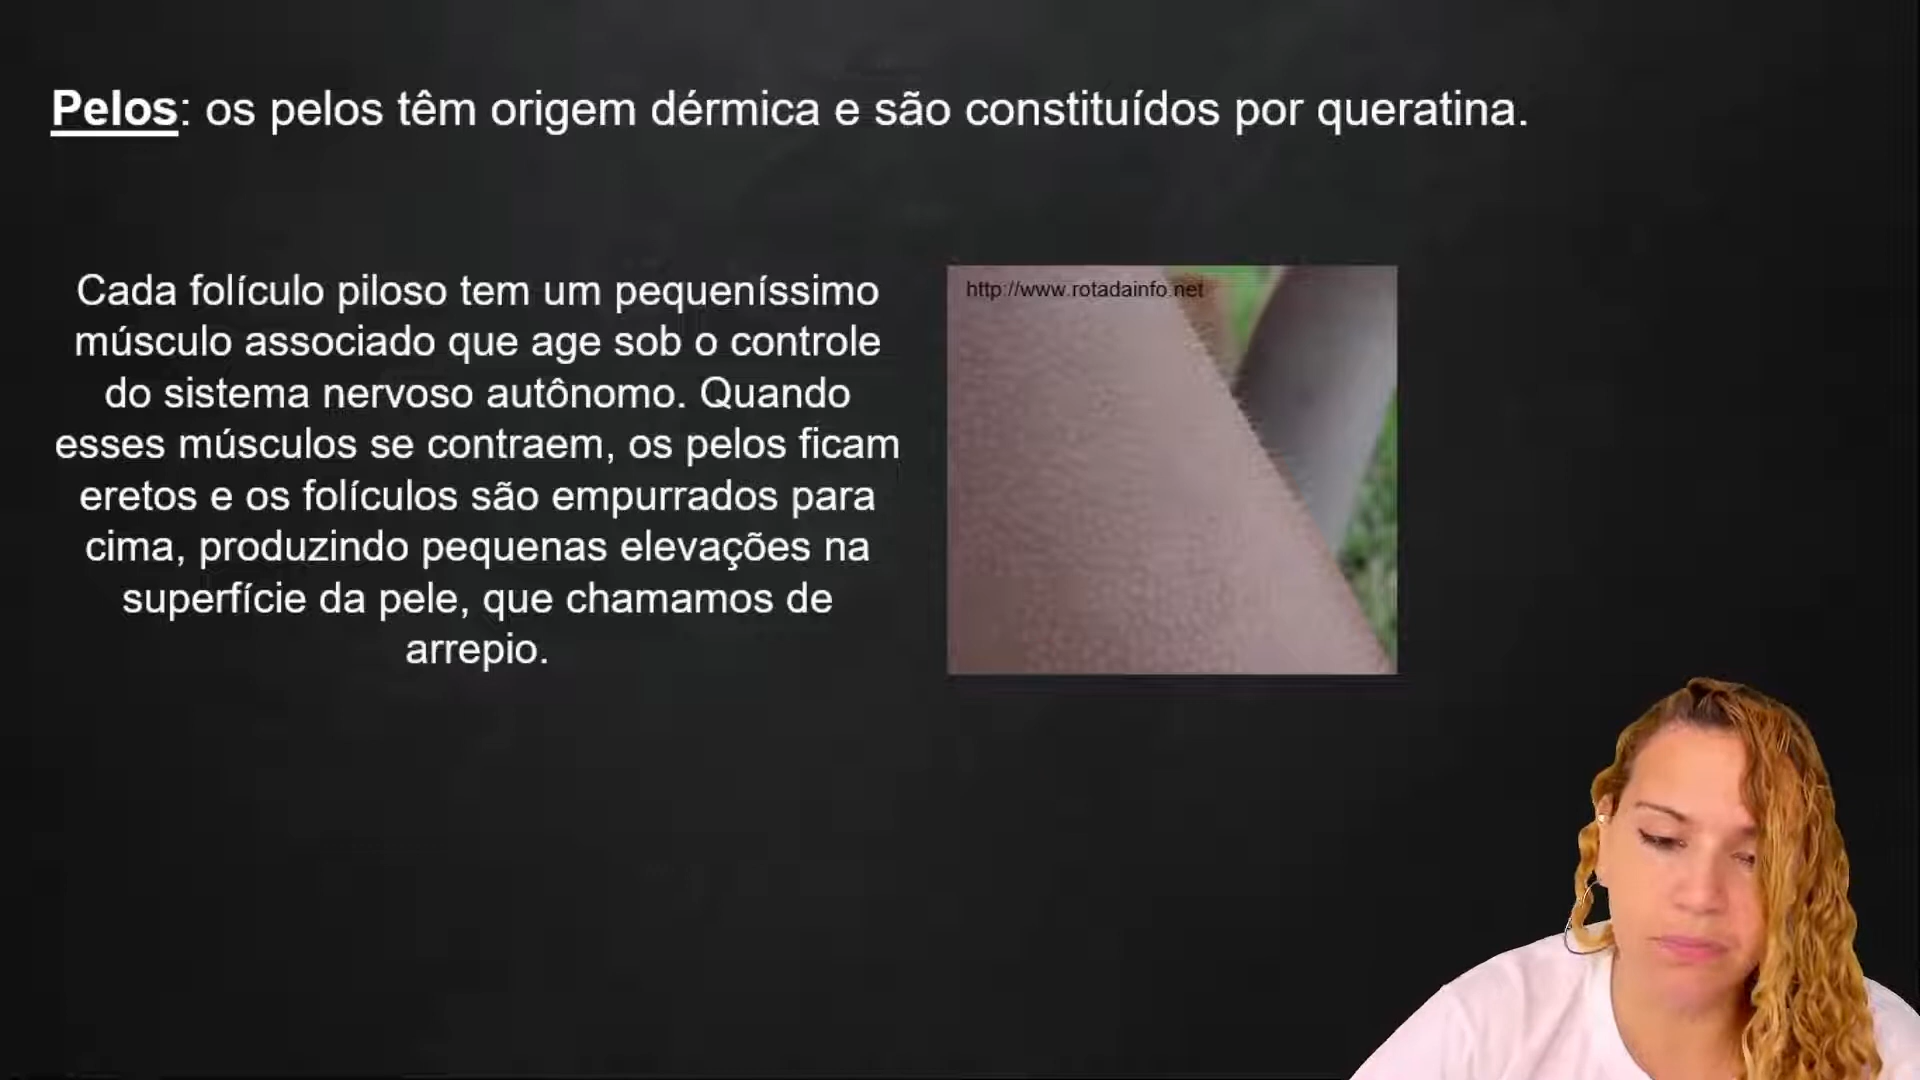 Pelos: os pelos têm origem dérmica e são constituídos por queratina.
Cada folículo piloso tem um pequeníssimo
músculo associado que age sob o controle
do sistema nervoso autônomo. Quando
esses músculos se contraem, os pelos ficam
eretos e os folículos são empurrados para
cima, produzindo pequenas elevações na
superfície da pele, que chamamos de
arrepio.
http://www.rotadainfo.net